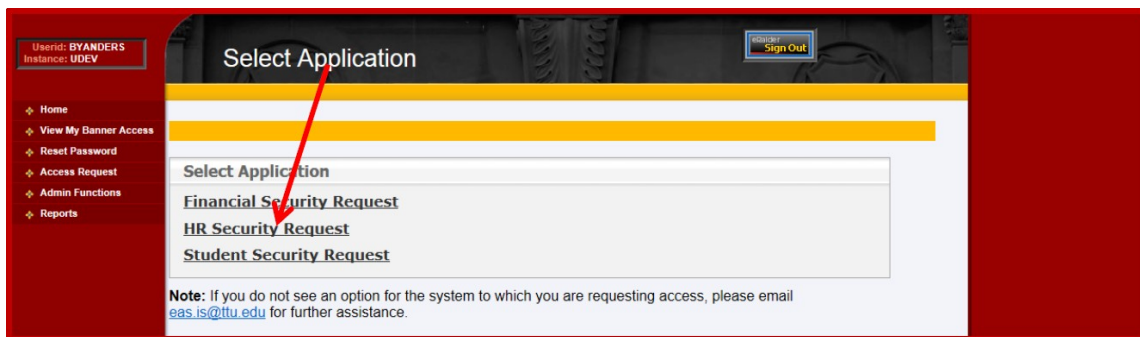 Userid: BYANDERS
Instance: UDEV
Select Application
eRaider
Sign Out
Home
View My Banner Access
Reset Password
Access Request
Admin Functions
Reports
Select Application
Financial Security Request
HR Security Request
Student Security Request
Note: If you do not see an option for the system to which you are requesting access, please email
eas.is@ttu.edu for further assistance.